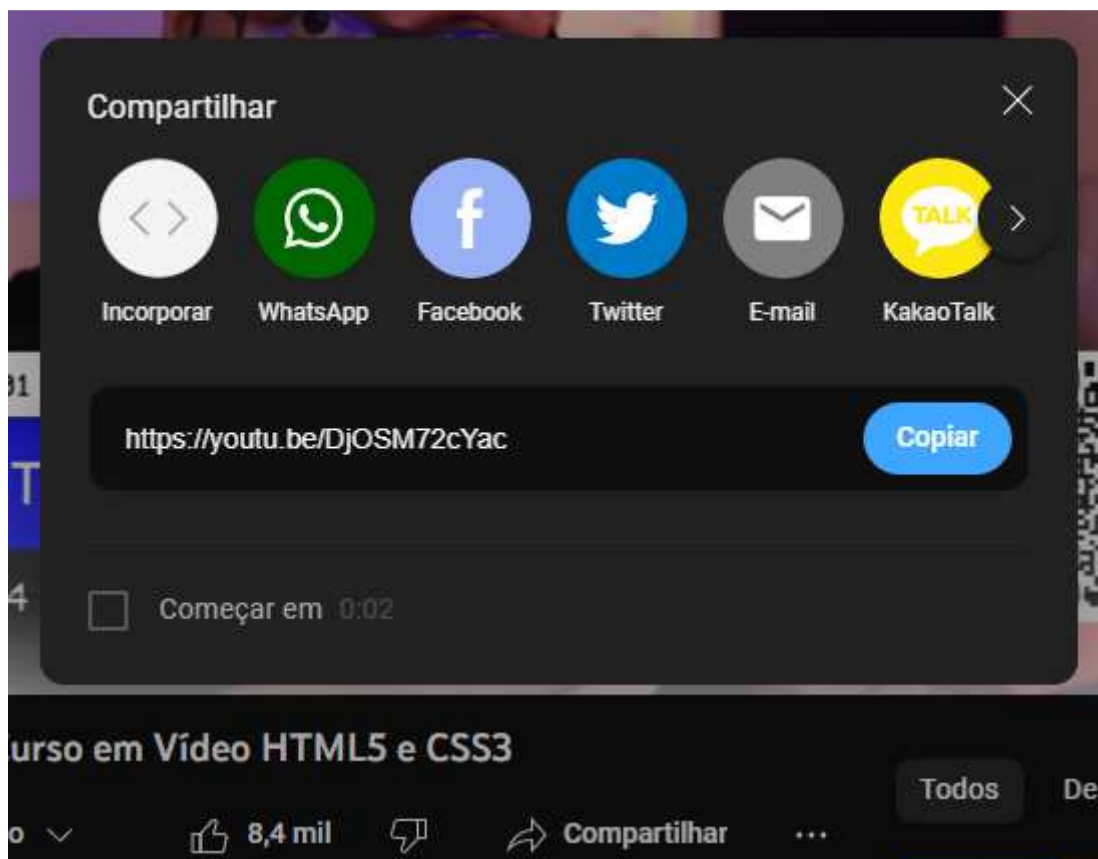 Compartilhar
TALK
Incorporar WhatsApp Facebook Twitter E-mail KakaoTalk
https://youtu.be/DjOSM72cYac Copiar
Começar em 0:02
em Vídeo HTML5 e CSS3
Todos
8,4 mil Compartilhar